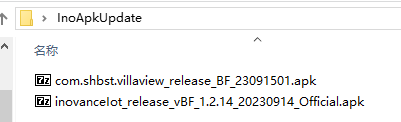 InoApkUpdate
名称
com.shbst.villaview_release_BF_23091501.apk
inovanceIot_release_vBF_1.2.14_20230914_Official.apk